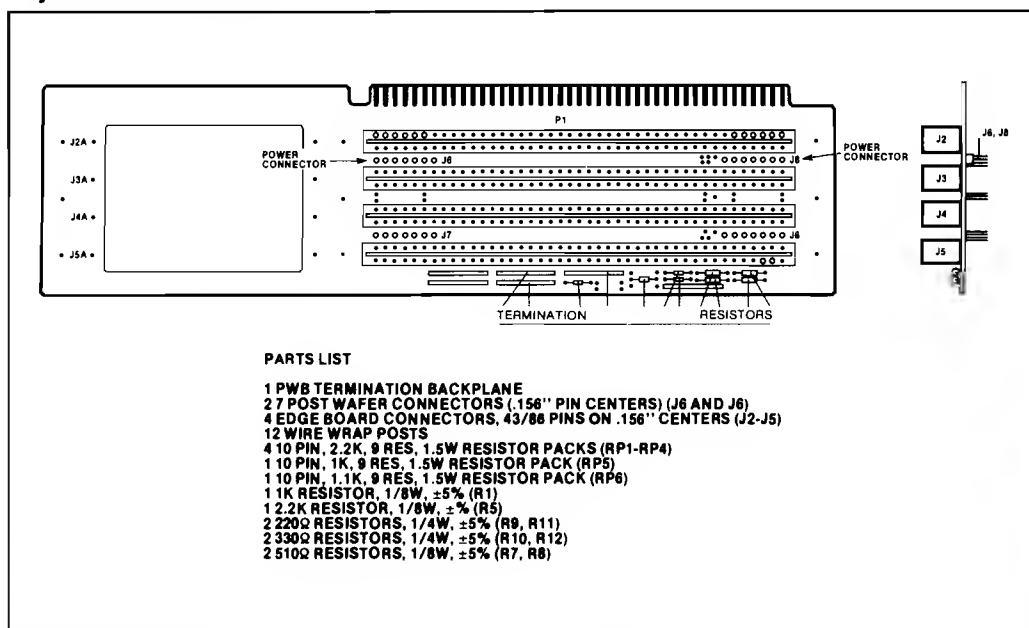 P1
J2A
J3A
J4A
J5A
POWER
CONNECTOR
J6
J8
POWER
CONNECTOR
J7
J6
TERMINATION
RESISTORS
J2
J3
J4
J5
J6, J8
PARTS LIST
1 PWB TERMINATION BACKPLANE
2 7 POST WAFER CONNECTORS (.156" PIN CENTERS) (J6 AND J6)
4 EDGE BOARD CONNECTORS, 43/86 PINS ON .156" CENTERS (J2-J5)
12 WIRE WRAP POSTS
4 10 PIN, 2.2K, 9 RES, 1.5W RESISTOR PACKS (RP1-RP4)
1 10 PIN, 1K, 9 RES, 1.5W RESISTOR PACK (RP5)
1 10 PIN, 1.1K, 9 RES, 1.5W RESISTOR PACK (RP6)
1 1K RESISTOR, 1/8W, ±5% (R1)
1 2.2K RESISTOR, 1/8W, ±% (R5)
2 220Ω RESISTORS, 1/4W, ±5% (R9, R11)
2 330Ω RESISTORS, 1/4W, ±5% (R10, R12)
2 510Ω RESISTORS, 1/8W, ±5% (R7, R8)